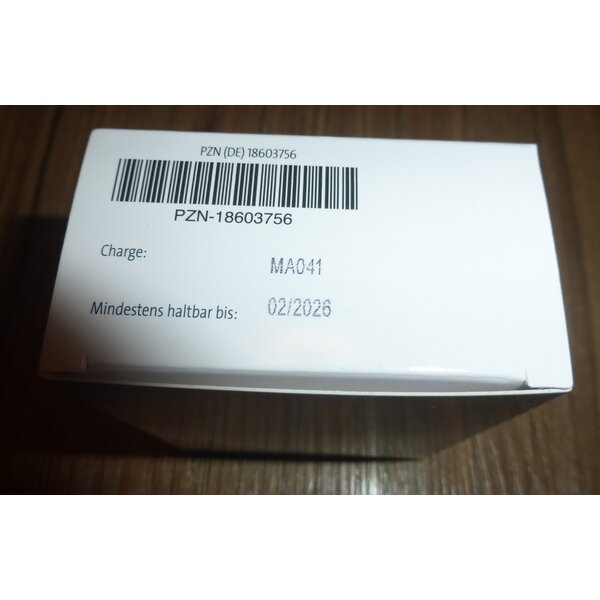 PZN (DE) 18603756
PZN-18603756
Charge: MA041
Mindestens haltbar bis: 02/2026